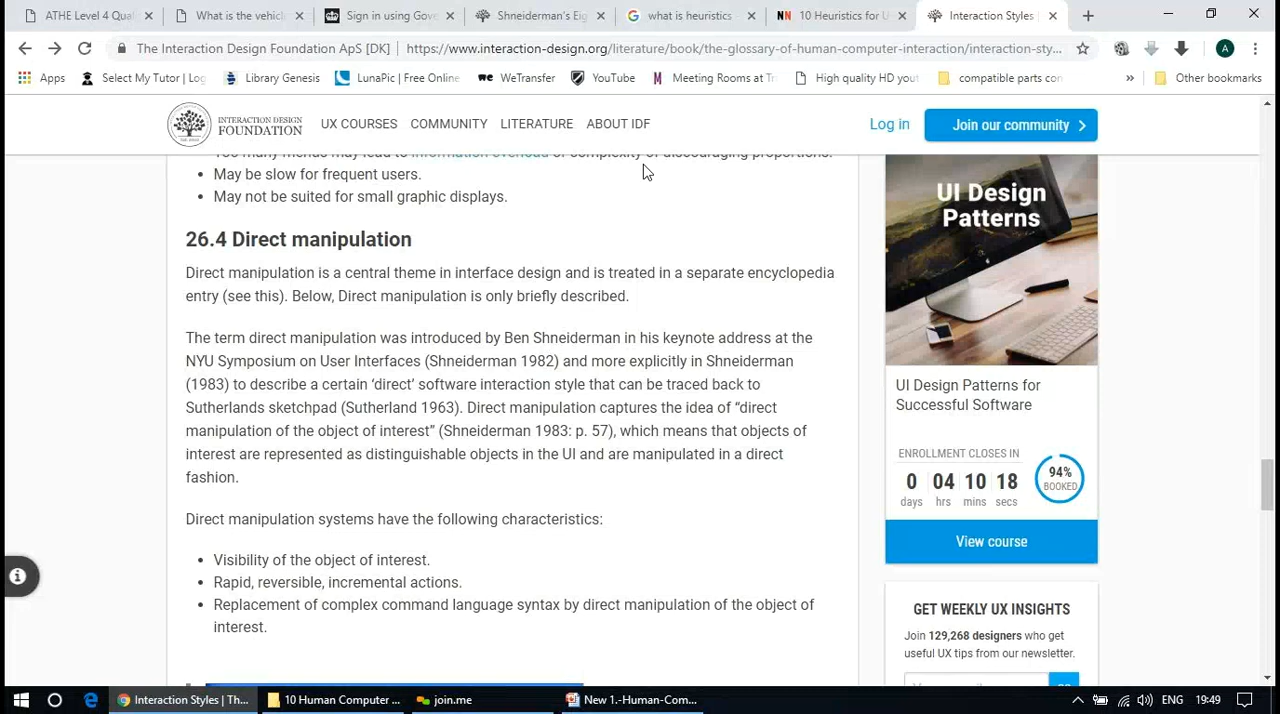 ATHE Level 4 Qual
What is the vehicl
Sign in using Gove
Shneiderman's Eig
what is heuristics -
10 Heuristics for U
Interaction Styles |
The Interaction Design Foundation ApS [DK] | https://www.interaction-design.org/literature/book/the-glossary-of-human-computer-interaction/interaction-sty...
A
Apps
Select My Tutor | Log
Library Genesis
LunaPic | Free Online
WeTransfer
YouTube
Meeting Rooms at Tr
High quality HD yout
compatible parts.com
»
Other bookmarks
INTERACTION DESIGN
FOUNDATION
UX COURSES
COMMUNITY
LITERATURE
ABOUT IDF
Log in
Join our community
Too many menus may lead to information overload or complexity of discouraging proportions.
• May be slow for frequent users.
• May not be suited for small graphic displays.
26.4 Direct manipulation
Direct manipulation is a central theme in interface design and is treated in a separate encyclopedia
entry (see this). Below, Direct manipulation is only briefly described.
The term direct manipulation was introduced by Ben Shneiderman in his keynote address at the
NYU Symposium on User Interfaces (Shneiderman 1982) and more explicitly in Shneiderman
(1983) to describe a certain ‘direct’ software interaction style that can be traced back to
Sutherlands sketchpad (Sutherland 1963). Direct manipulation captures the idea of “direct
manipulation of the object of interest” (Shneiderman 1983: p. 57), which means that objects of
interest are represented as distinguishable objects in the UI and are manipulated in a direct
fashion.
Direct manipulation systems have the following characteristics:
• Visibility of the object of interest.
• Rapid, reversible, incremental actions.
• Replacement of complex command language syntax by direct manipulation of the object of
interest.
UI Design
Patterns
UI Design Patterns for
Successful Software
ENROLLMENT CLOSES IN
0 04 10 18
days hrs mins secs
94%
BOOKED
View course
GET WEEKLY UX INSIGHTS
Join 129,268 designers who get
useful UX tips from our newsletter.
Interaction Styles | Th...
10 Human Computer ...
join.me
New 1.-Human-Com...
ENG
19:49